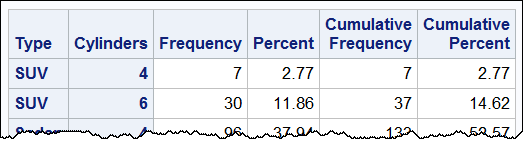 Cumulative Cumulative
Type Cylinders Frequency Percent Frequency Percent
SUV 4 7 2.77 7 2.77
SUV 6 30 11.86 37 14.62